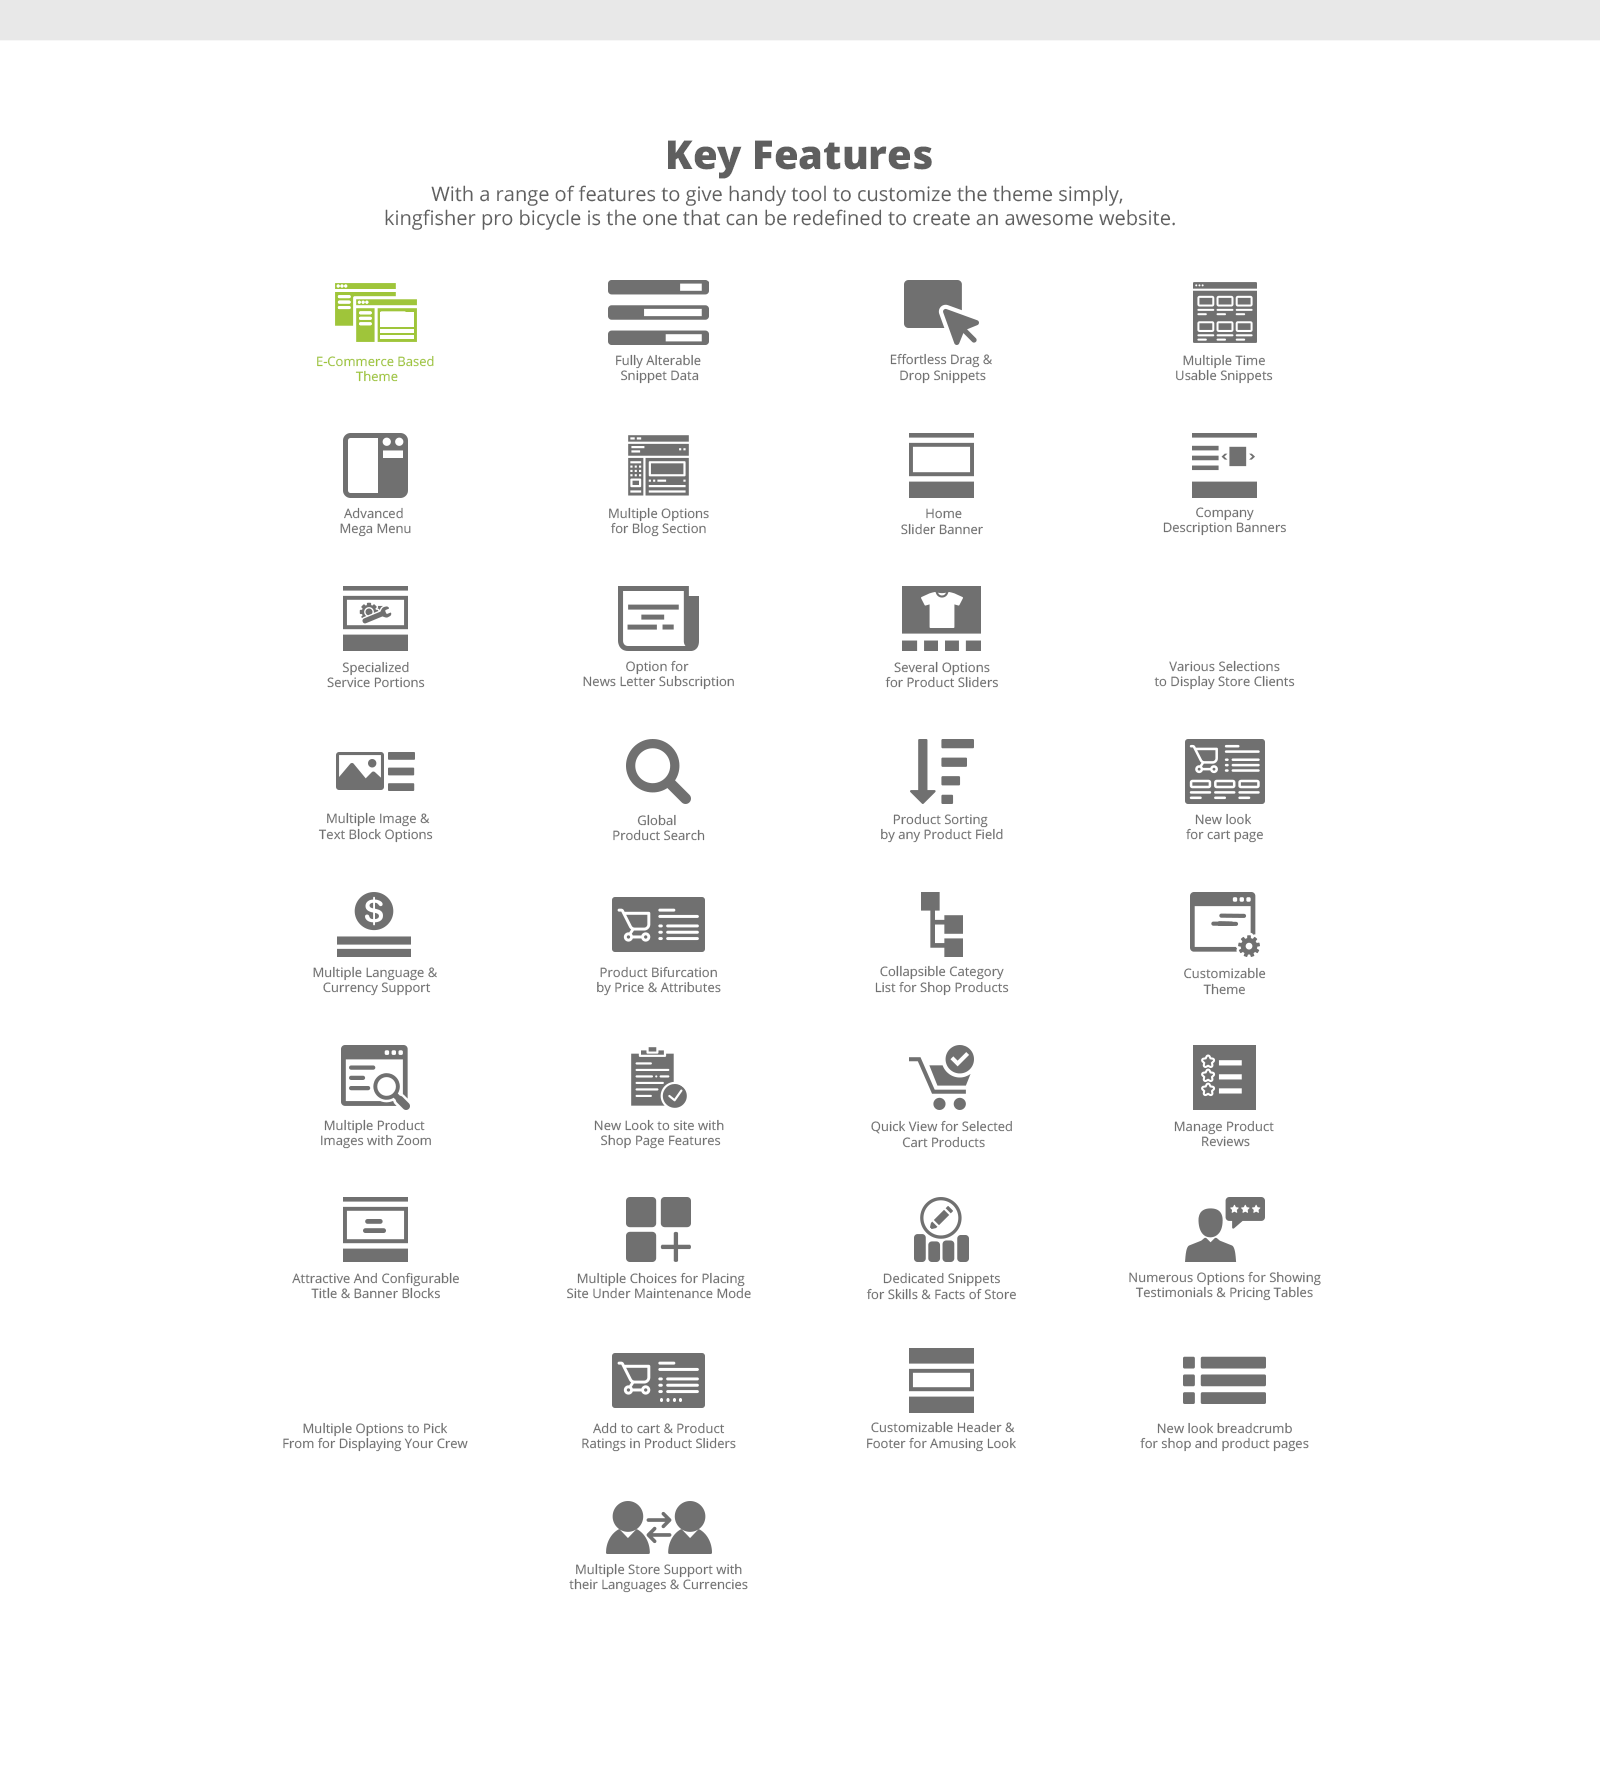 Key Features
With a range of features to give handy tool to customize the theme simply,
kingfisher pro bicycle is the one that can be redefined to create an awesome website.
E-Commerce Based
Theme
Fully Alterable
Snippet Data
Effortless Drag &
Drop Snippets
Multiple Time
Usable Snippets
Advanced
Mega Menu
Multiple Options
for Blog Section
Home
Slider Banner
Company
Description Banners
Specialized
Service Portions
Option for
News Letter Subscription
Several Options
for Product Sliders
Various Selections
to Display Store Clients
Multiple Image &
Text Block Options
Global
Product Search
Product Sorting
by any Product Field
New look
for cart page
$
Multiple Language &
Currency Support
Product Bifurcation
by Price & Attributes
Collapsible Category
List for Shop Products
Customizable
Theme
Multiple Product
Images with Zoom
New Look to site with
Shop Page Features
Quick View for Selected
Cart Products
Manage Product
Reviews
Attractive And Configurable
Title & Banner Blocks
Multiple Choices for Placing
Site Under Maintenance Mode
Dedicated Snippets
for Skills & Facts of Store
Numerous Options for Showing
Testimonials & Pricing Tables
Multiple Options to Pick
From for Displaying Your Crew
Add to cart & Product
Ratings in Product Sliders
Customizable Header &
Footer for Amusing Look
New look breadcrumb
for shop and product pages
Multiple Store Support with
their Languages & Currencies